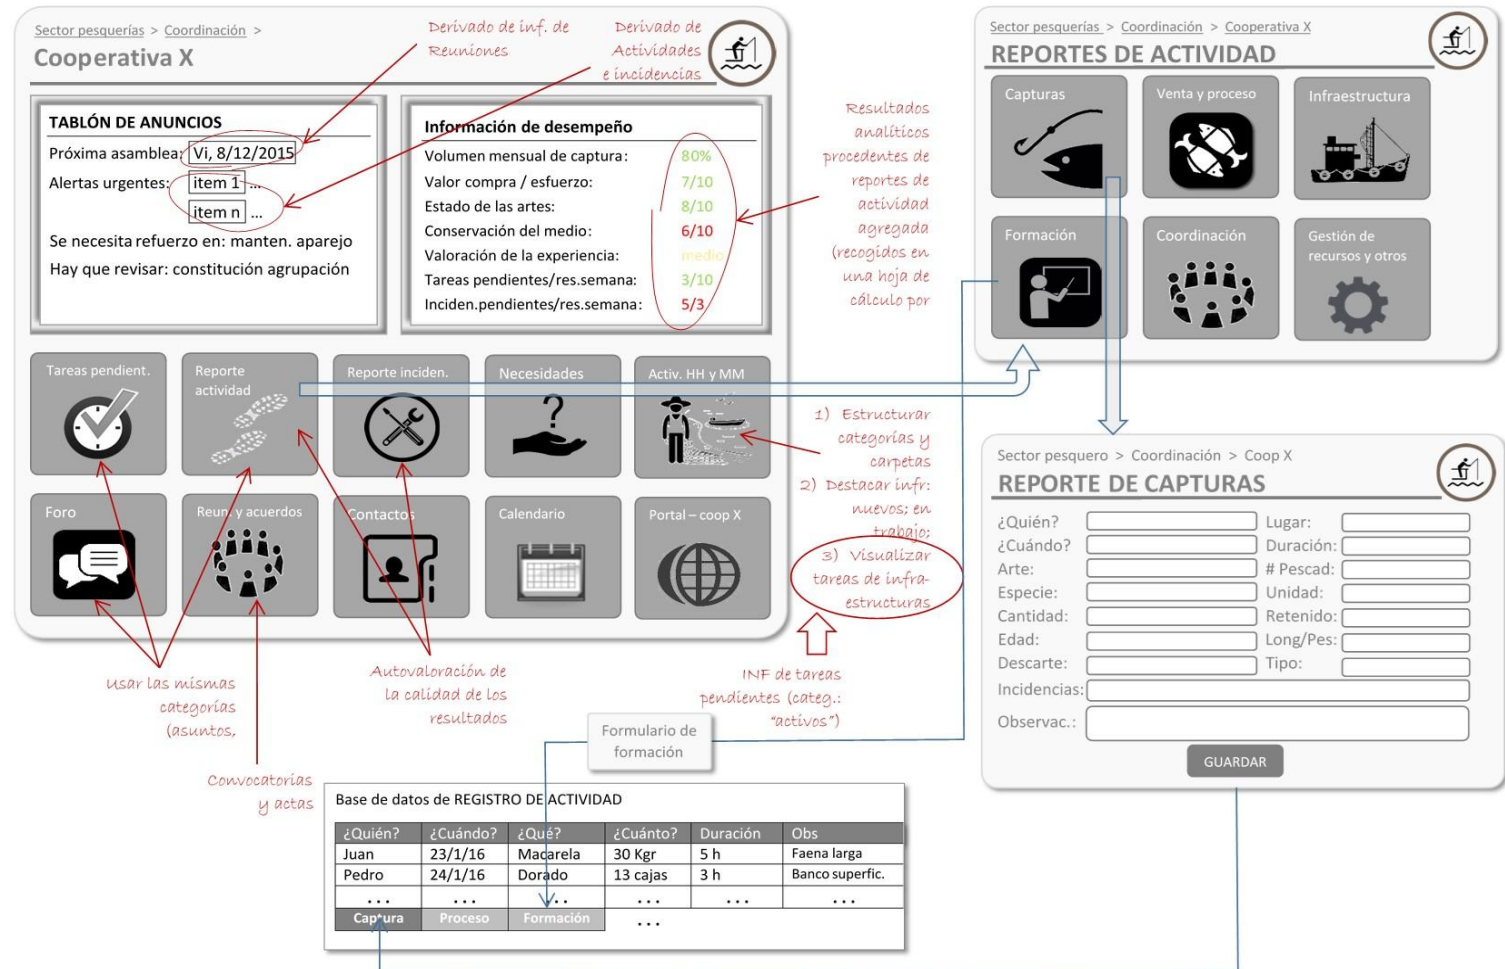 Sector pesquerías > Coordinación >
Cooperativa X
Derivado de inf. de
Reuniones
Derivado de
Actividades
e incidencias
TABLÓN DE ANUNCIOS
Próxima asamblea: Vi, 8/12/2015
Alertas urgentes: item 1 ...
item n ...
Se necesita refuerzo en: manten. aparejo
Hay que revisar: constitución agrupación
Información de desempeño
Volumen mensual de captura: 80%
Valor compra / esfuerzo: 7/10
Estado de las artes: 8/10
Conservación del medio: 6/10
Valoración de la experiencia: medio
Tareas pendientes/res.semana: 3/10
Inciden.pendientes/res.semana: 5/3
Resultados
analíticos
procedentes de
reportes de
actividad
agregada
(recogidos en
una hoja de
cálculo por
Tareas pendient.
Reporte
actividad
Reporte inciden.
Necesidades
Activ. HH y MM
Foro
Reun. y acuerdos
Contactos
Calendario
Portal – coop X
1) Estructurar
categorías y
carpetas
2) Destacar infr:
nuevos; en
trabajo;
3) Visualizar
tareas de infra-
estructuras
INF de tareas
pendientes (categ.:
"activos")
Usar las mismas
categorías
(asuntos,
Convocatorias
y actas
Autovaloración de
la calidad de los
resultados
Formulario de
formación
Sector pesquerías > Coordinación > Cooperativa X
REPORTES DE ACTIVIDAD
Capturas
Venta y proceso
Infraestructura
Formación
Coordinación
Gestión de
recursos y otros
Sector pesquero > Coordinación > Coop X
REPORTE DE CAPTURAS
¿Quién? Lugar:
¿Cuándo? Duración:
Arte: # Pescad:
Especie: Unidad:
Cantidad: Retenido:
Edad: Long/Pes:
Descarte: Tipo:
Incidencias:
Observac.:
GUARDAR
Base de datos de REGISTRO DE ACTIVIDAD
¿Quién? ¿Cuándo? ¿Qué? ¿Cuánto? Duración Obs
Juan 23/1/16 Macarela 30 Kgr 5 h Faena larga
Pedro 24/1/16 Dorado 13 cajas 3 h Banco superfic.
... ... ... ... ... ...
Captura Proceso Formación ...